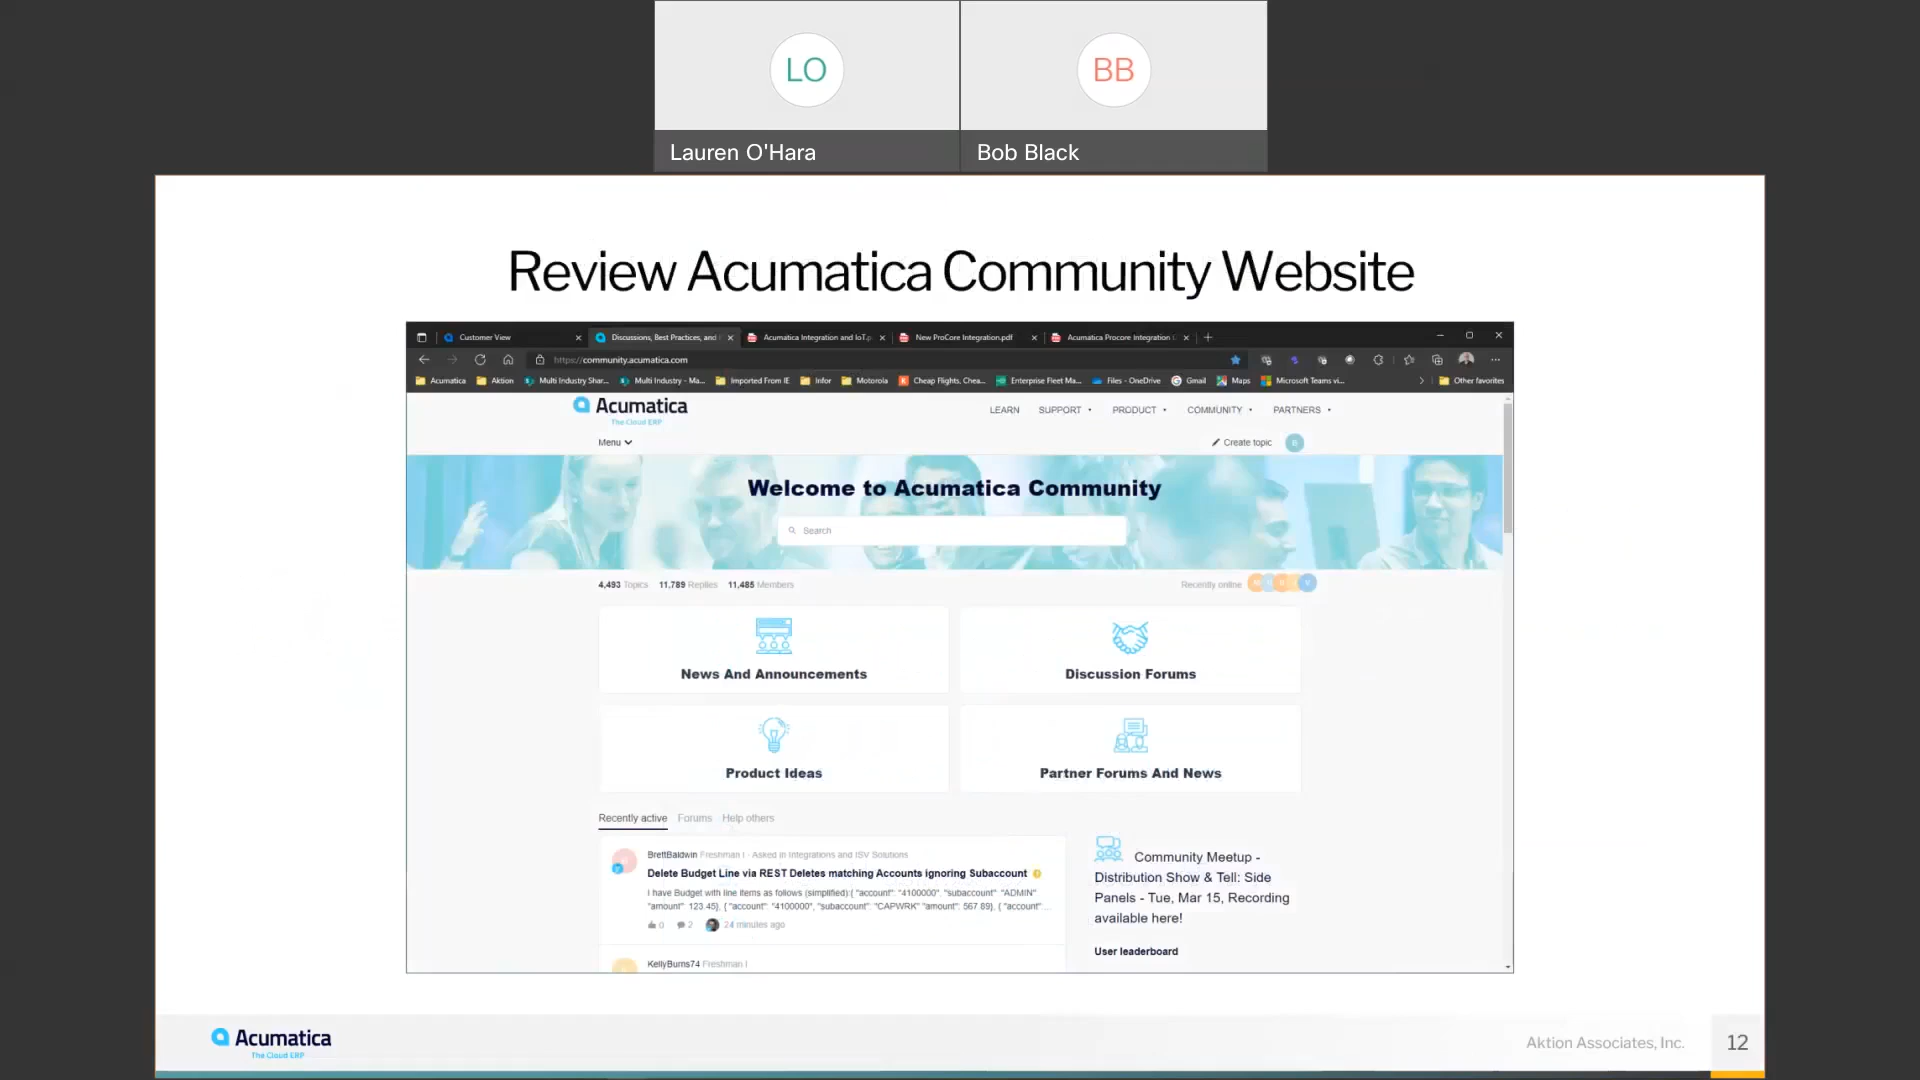 LO
BB
Lauren O'Hara
Bob Black
Review Acumatica Community Website
Customer View
Discussions, Best Practices, and
Acumatica Integration and IoT.p
New ProCore Integration.pdf
Acumatica Procore Integration
https://community.acumatica.com
Acumatica
Aktion
Multi Industry Shar...
Multi Industry - Ma...
Imported From IE
Infor
Motorola
Cheap Flights, Chea...
Enterprise Fleet Ma...
Files - OneDrive
Gmail
Maps
Microsoft Teams vi...
Other favorites
Acumatica
The Cloud ERP
LEARN
SUPPORT
PRODUCT
COMMUNITY
PARTNERS
Menu
Create topic
B
Welcome to Acumatica Community
Search
4,493 Topics 11,789 Replies 11,485 Members
Recently online
News And Announcements
Discussion Forums
Product Ideas
Partner Forums And News
Recently active Forums Help others
BrettBaldwin Freshman I · Asked in Integrations and ISV Solutions
Delete Budget Line via REST Deletes matching Accounts ignoring Subaccount
I have Budget with line items as follows (simplified):{ "account": "4100000", "subaccount": "ADMIN"
"amount": 123.45}, { "account": "4100000", "subaccount": "CAPWRK" "amount": 567.89}, { "account"...
0 2 24 minutes ago
KellyBurns74 Freshman I
Community Meetup -
Distribution Show & Tell: Side
Panels - Tue, Mar 15, Recording
available here!
User leaderboard
Acumatica
The Cloud ERP
Aktion Associates, Inc.
12